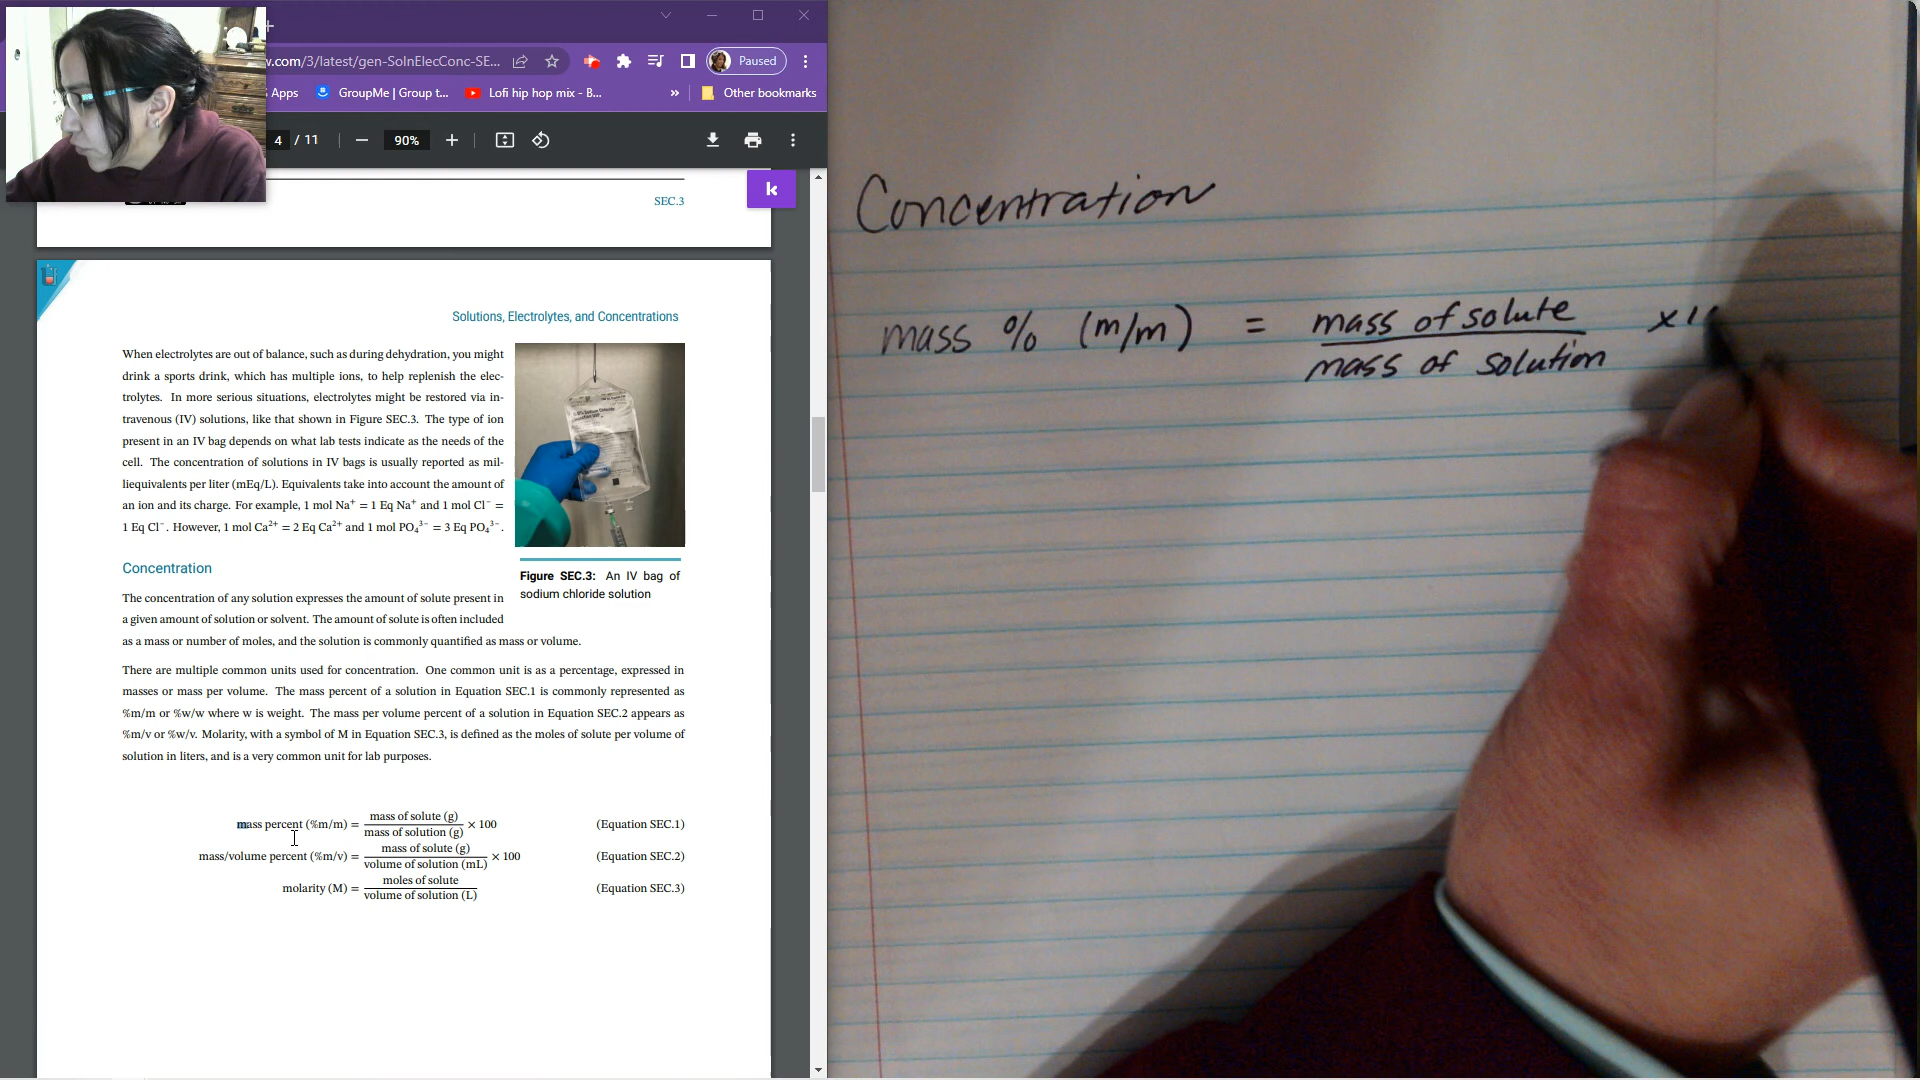 w.com/3/latest/gen-SolnElecConc-SE...
Paused
Apps
GroupMe | Group t...
Lofi hip hop mix - B...
»
Other bookmarks
4 / 11
90%
k
SEC.3
Solutions, Electrolytes, and Concentrations
When electrolytes are out of balance, such as during dehydration, you might
drink a sports drink, which has multiple ions, to help replenish the elec-
trolytes. In more serious situations, electrolytes might be restored via in-
travenous (IV) solutions, like that shown in Figure SEC.3. The type of ion
present in an IV bag depends on what lab tests indicate as the needs of the
cell. The concentration of solutions in IV bags is usually reported as mil-
liequivalents per liter (mEq/L). Equivalents take into account the amount of
an ion and its charge. For example, 1 mol Na⁺ = 1 Eq Na⁺ and 1 mol Cl⁻ =
1 Eq Cl⁻. However, 1 mol Ca²⁺ = 2 Eq Ca²⁺ and 1 mol PO₄³⁻ = 3 Eq PO₄³⁻.
Figure SEC.3: An IV bag of
sodium chloride solution
Concentration
The concentration of any solution expresses the amount of solute present in
a given amount of solution or solvent. The amount of solute is often included
as a mass or number of moles, and the solution is commonly quantified as mass or volume.
There are multiple common units used for concentration. One common unit is as a percentage, expressed in
masses or mass per volume. The mass percent of a solution in Equation SEC.1 is commonly represented as
%m/m or %w/w where w is weight. The mass per volume percent of a solution in Equation SEC.2 appears as
%m/v or %w/v. Molarity, with a symbol of M in Equation SEC.3, is defined as the moles of solute per volume of
solution in liters, and is a very common unit for lab purposes.
mass percent (%m/m) = mass of solute (g) / mass of solution (g) × 100 (Equation SEC.1)
mass/volume percent (%m/v) = mass of solute (g) / volume of solution (mL) × 100 (Equation SEC.2)
molarity (M) = moles of solute / volume of solution (L) (Equation SEC.3)
Concentration
mass % (m/m) = mass of solute / mass of solution ×1